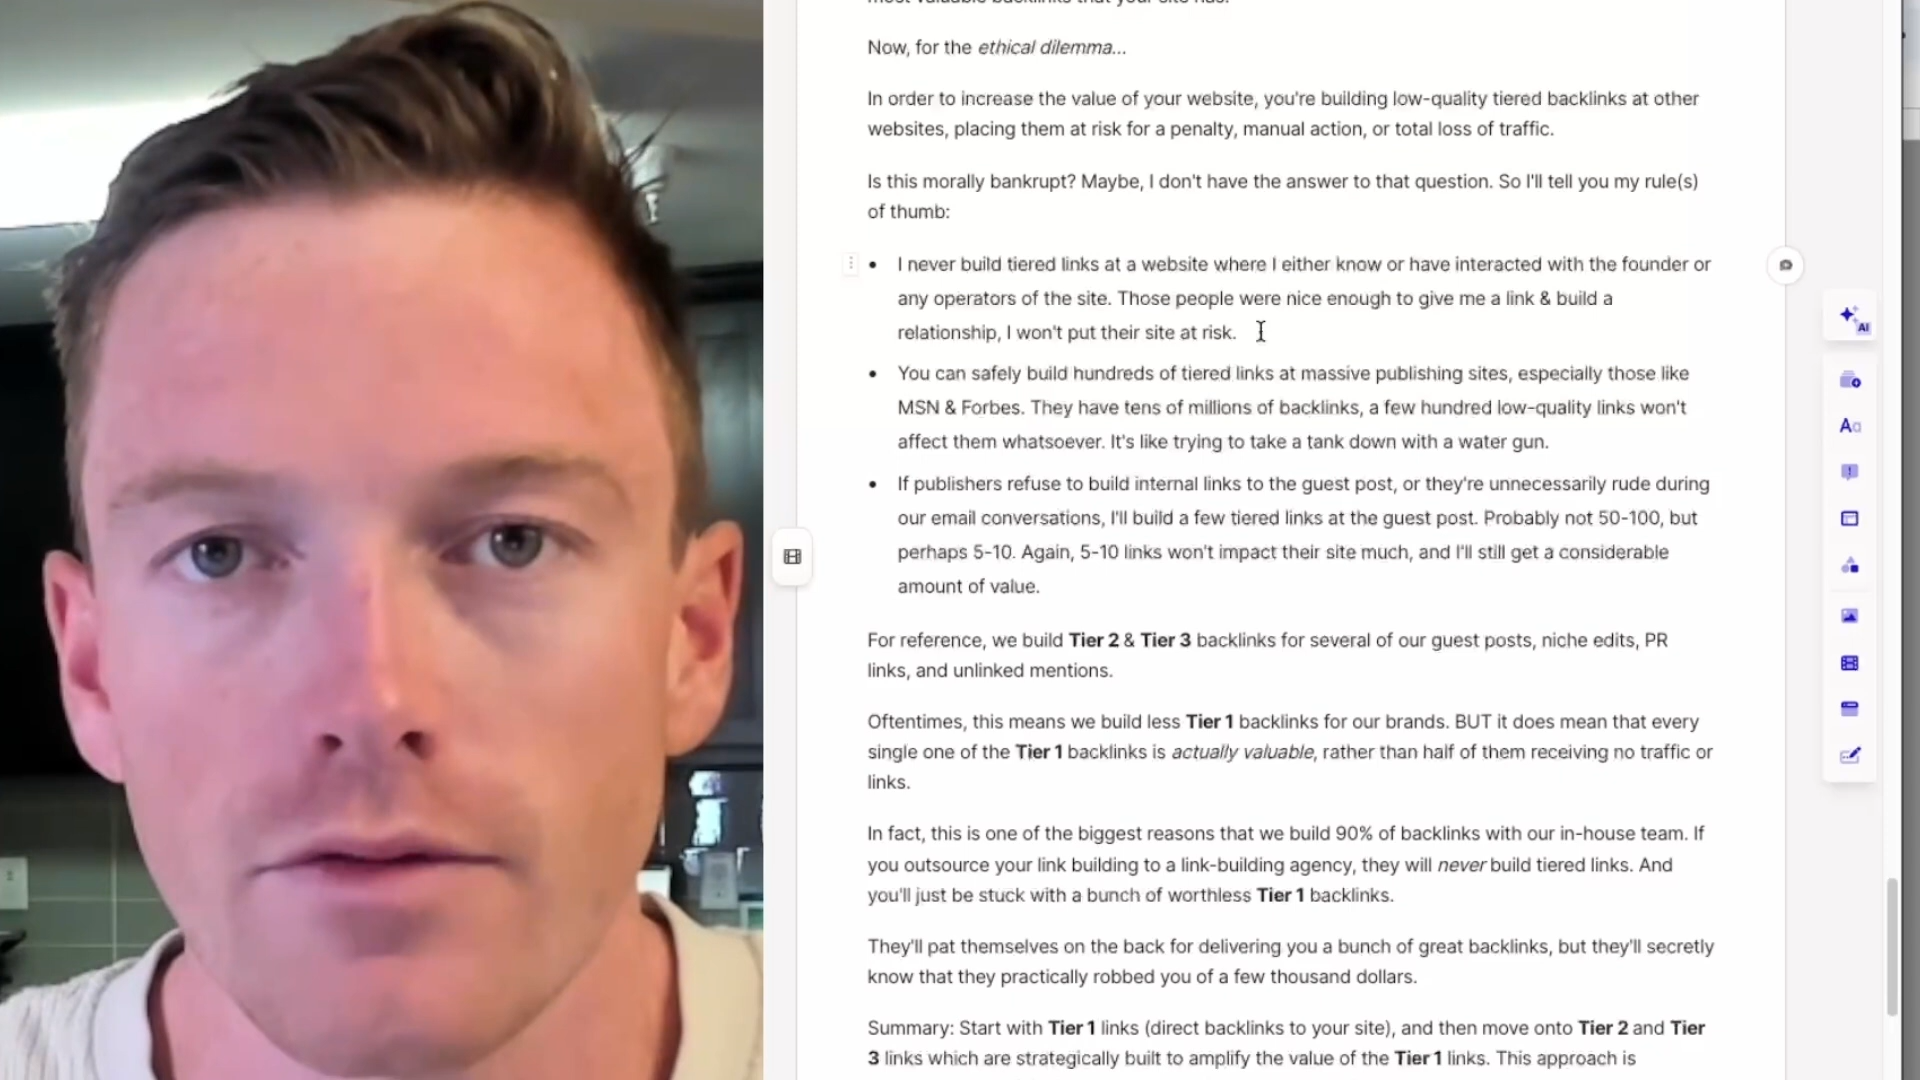 most valuable backlinks that your site has.
Now, for the ethical dilemma...
In order to increase the value of your website, you're building low-quality tiered backlinks at other
websites, placing them at risk for a penalty, manual action, or total loss of traffic.
Is this morally bankrupt? Maybe, I don't have the answer to that question. So I'll tell you my rule(s)
of thumb:
• I never build tiered links at a website where I either know or have interacted with the founder or
any operators of the site. Those people were nice enough to give me a link & build a
relationship, I won't put their site at risk.
• You can safely build hundreds of tiered links at massive publishing sites, especially those like
MSN & Forbes. They have tens of millions of backlinks, a few hundred low-quality links won't
affect them whatsoever. It's like trying to take a tank down with a water gun.
• If publishers refuse to build internal links to the guest post, or they're unnecessarily rude during
our email conversations, I'll build a few tiered links at the guest post. Probably not 50-100, but
perhaps 5-10. Again, 5-10 links won't impact their site much, and I'll still get a considerable
amount of value.
For reference, we build Tier 2 & Tier 3 backlinks for several of our guest posts, niche edits, PR
links, and unlinked mentions.
Oftentimes, this means we build less Tier 1 backlinks for our brands. BUT it does mean that every
single one of the Tier 1 backlinks is actually valuable, rather than half of them receiving no traffic or
links.
In fact, this is one of the biggest reasons that we build 90% of backlinks with our in-house team. If
you outsource your link building to a link-building agency, they will never build tiered links. And
you'll just be stuck with a bunch of worthless Tier 1 backlinks.
They'll pat themselves on the back for delivering you a bunch of great backlinks, but they'll secretly
know that they practically robbed you of a few thousand dollars.
Summary: Start with Tier 1 links (direct backlinks to your site), and then move onto Tier 2 and Tier
3 links which are strategically built to amplify the value of the Tier 1 links. This approach is
AI
Aa